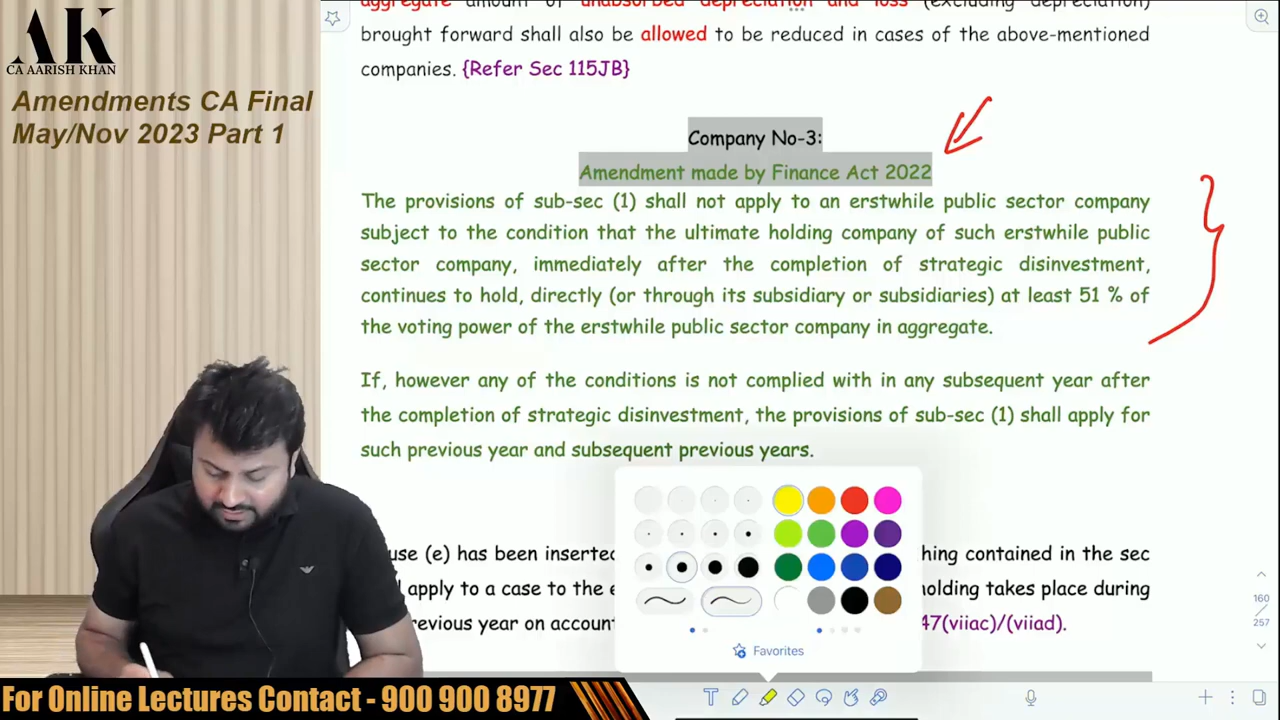 AK
CA AARISH KHAN
Amendments CA Final
May/Nov 2023 Part 1
aggregate amount of unabsorbed depreciation and loss (excluding depreciation)
brought forward shall also be allowed to be reduced in cases of the above-mentioned
companies. {Refer Sec 115JB}
Company No-3:
Amendment made by Finance Act 2022
The provisions of sub-sec (1) shall not apply to an erstwhile public sector company
subject to the condition that the ultimate holding company of such erstwhile public
sector company, immediately after the completion of strategic disinvestment,
continues to hold, directly (or through its subsidiary or subsidiaries) at least 51 % of
the voting power of the erstwhile public sector company in aggregate.
If, however any of the conditions is not complied with in any subsequent year after
the completion of strategic disinvestment, the provisions of sub-sec (1) shall apply for
such previous year and subsequent previous years.
use (e) has been inserted contained in the sec
apply to a case to the holding takes place during
revious year on account 47(viiac)/(viiad).
Favorites
160
257
For Online Lectures Contact - 900 900 8977